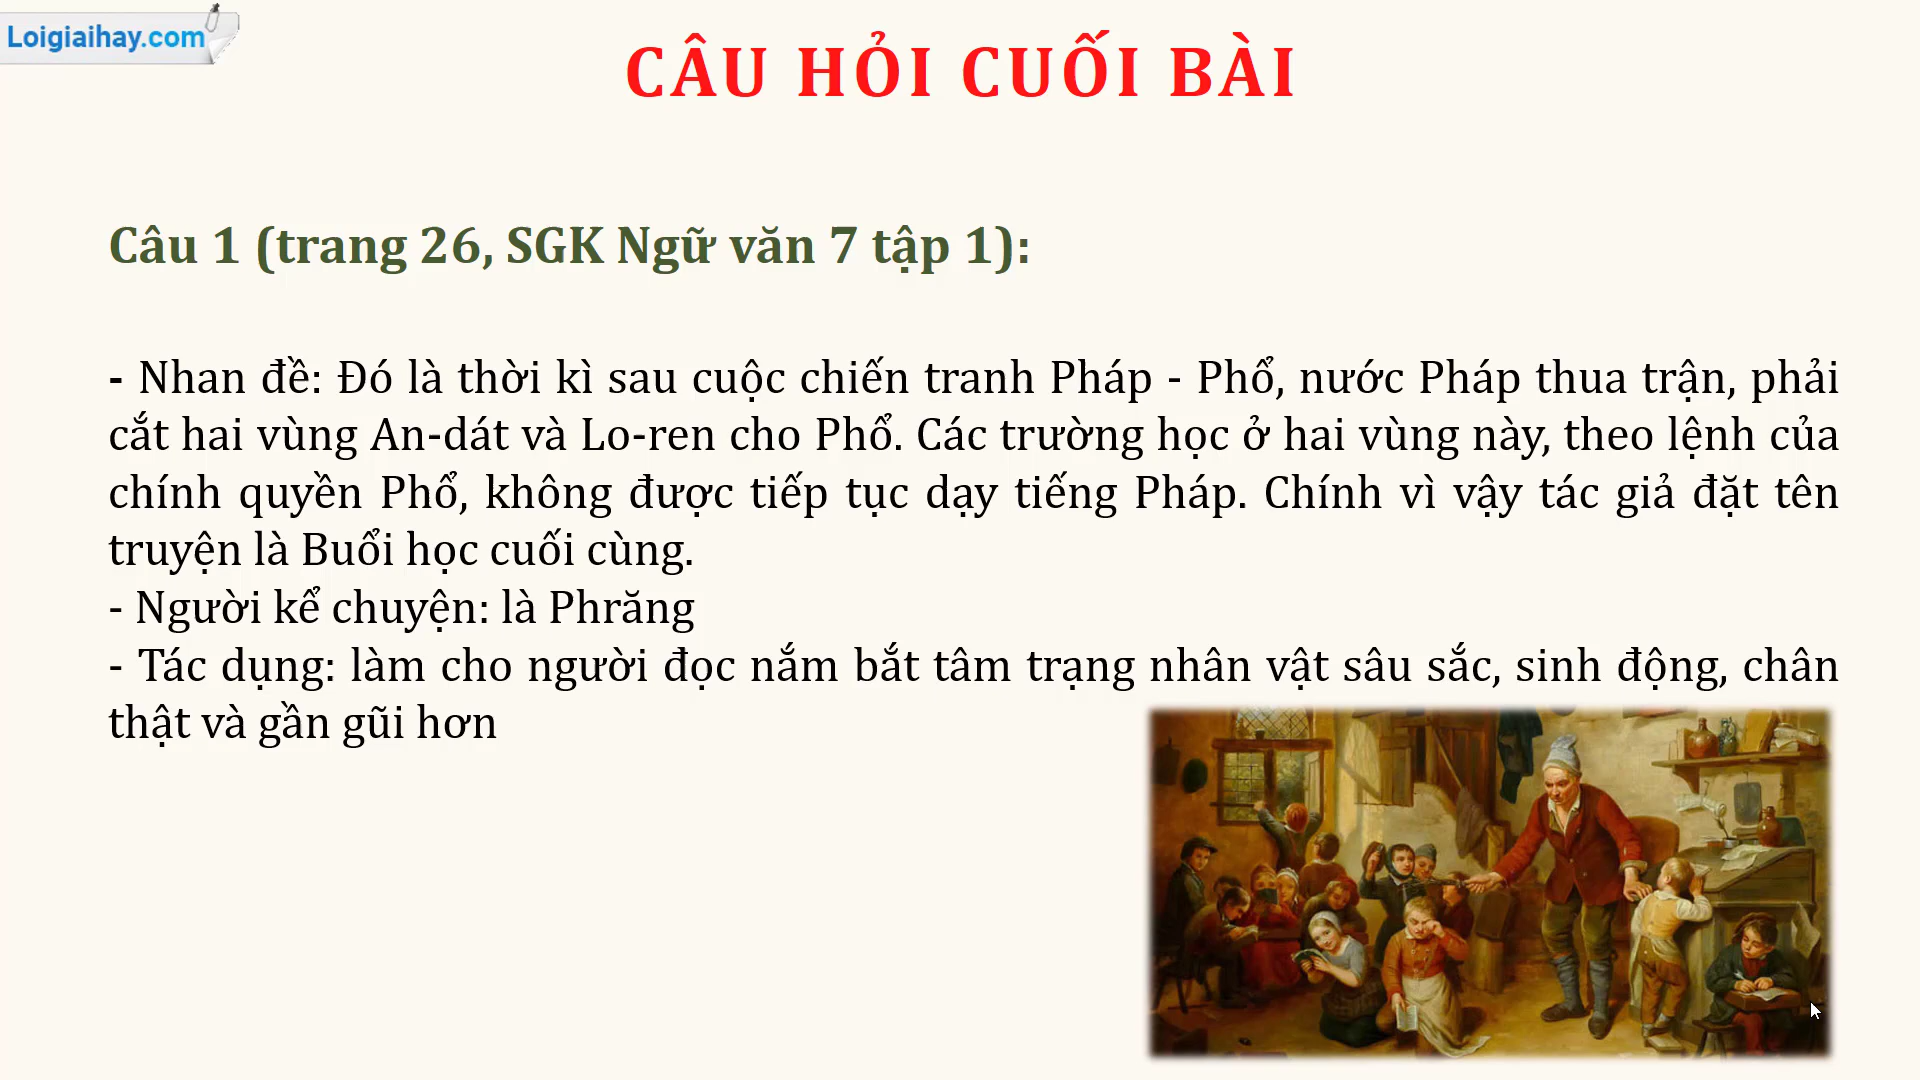 Loigiaihay.com
CÂU HỎI CUỐI BÀI
Câu 1 (trang 26, SGK Ngữ văn 7 tập 1):
- Nhan đề: Đó là thời kì sau cuộc chiến tranh Pháp - Phổ, nước Pháp thua trận, phải
cắt hai vùng An-dát và Lo-ren cho Phổ. Các trường học ở hai vùng này, theo lệnh của
chính quyền Phổ, không được tiếp tục dạy tiếng Pháp. Chính vì vậy tác giả đặt tên
truyện là Buổi học cuối cùng.
- Người kể chuyện: là Phrăng
- Tác dụng: làm cho người đọc nắm bắt tâm trạng nhân vật sâu sắc, sinh động, chân
thật và gần gũi hơn